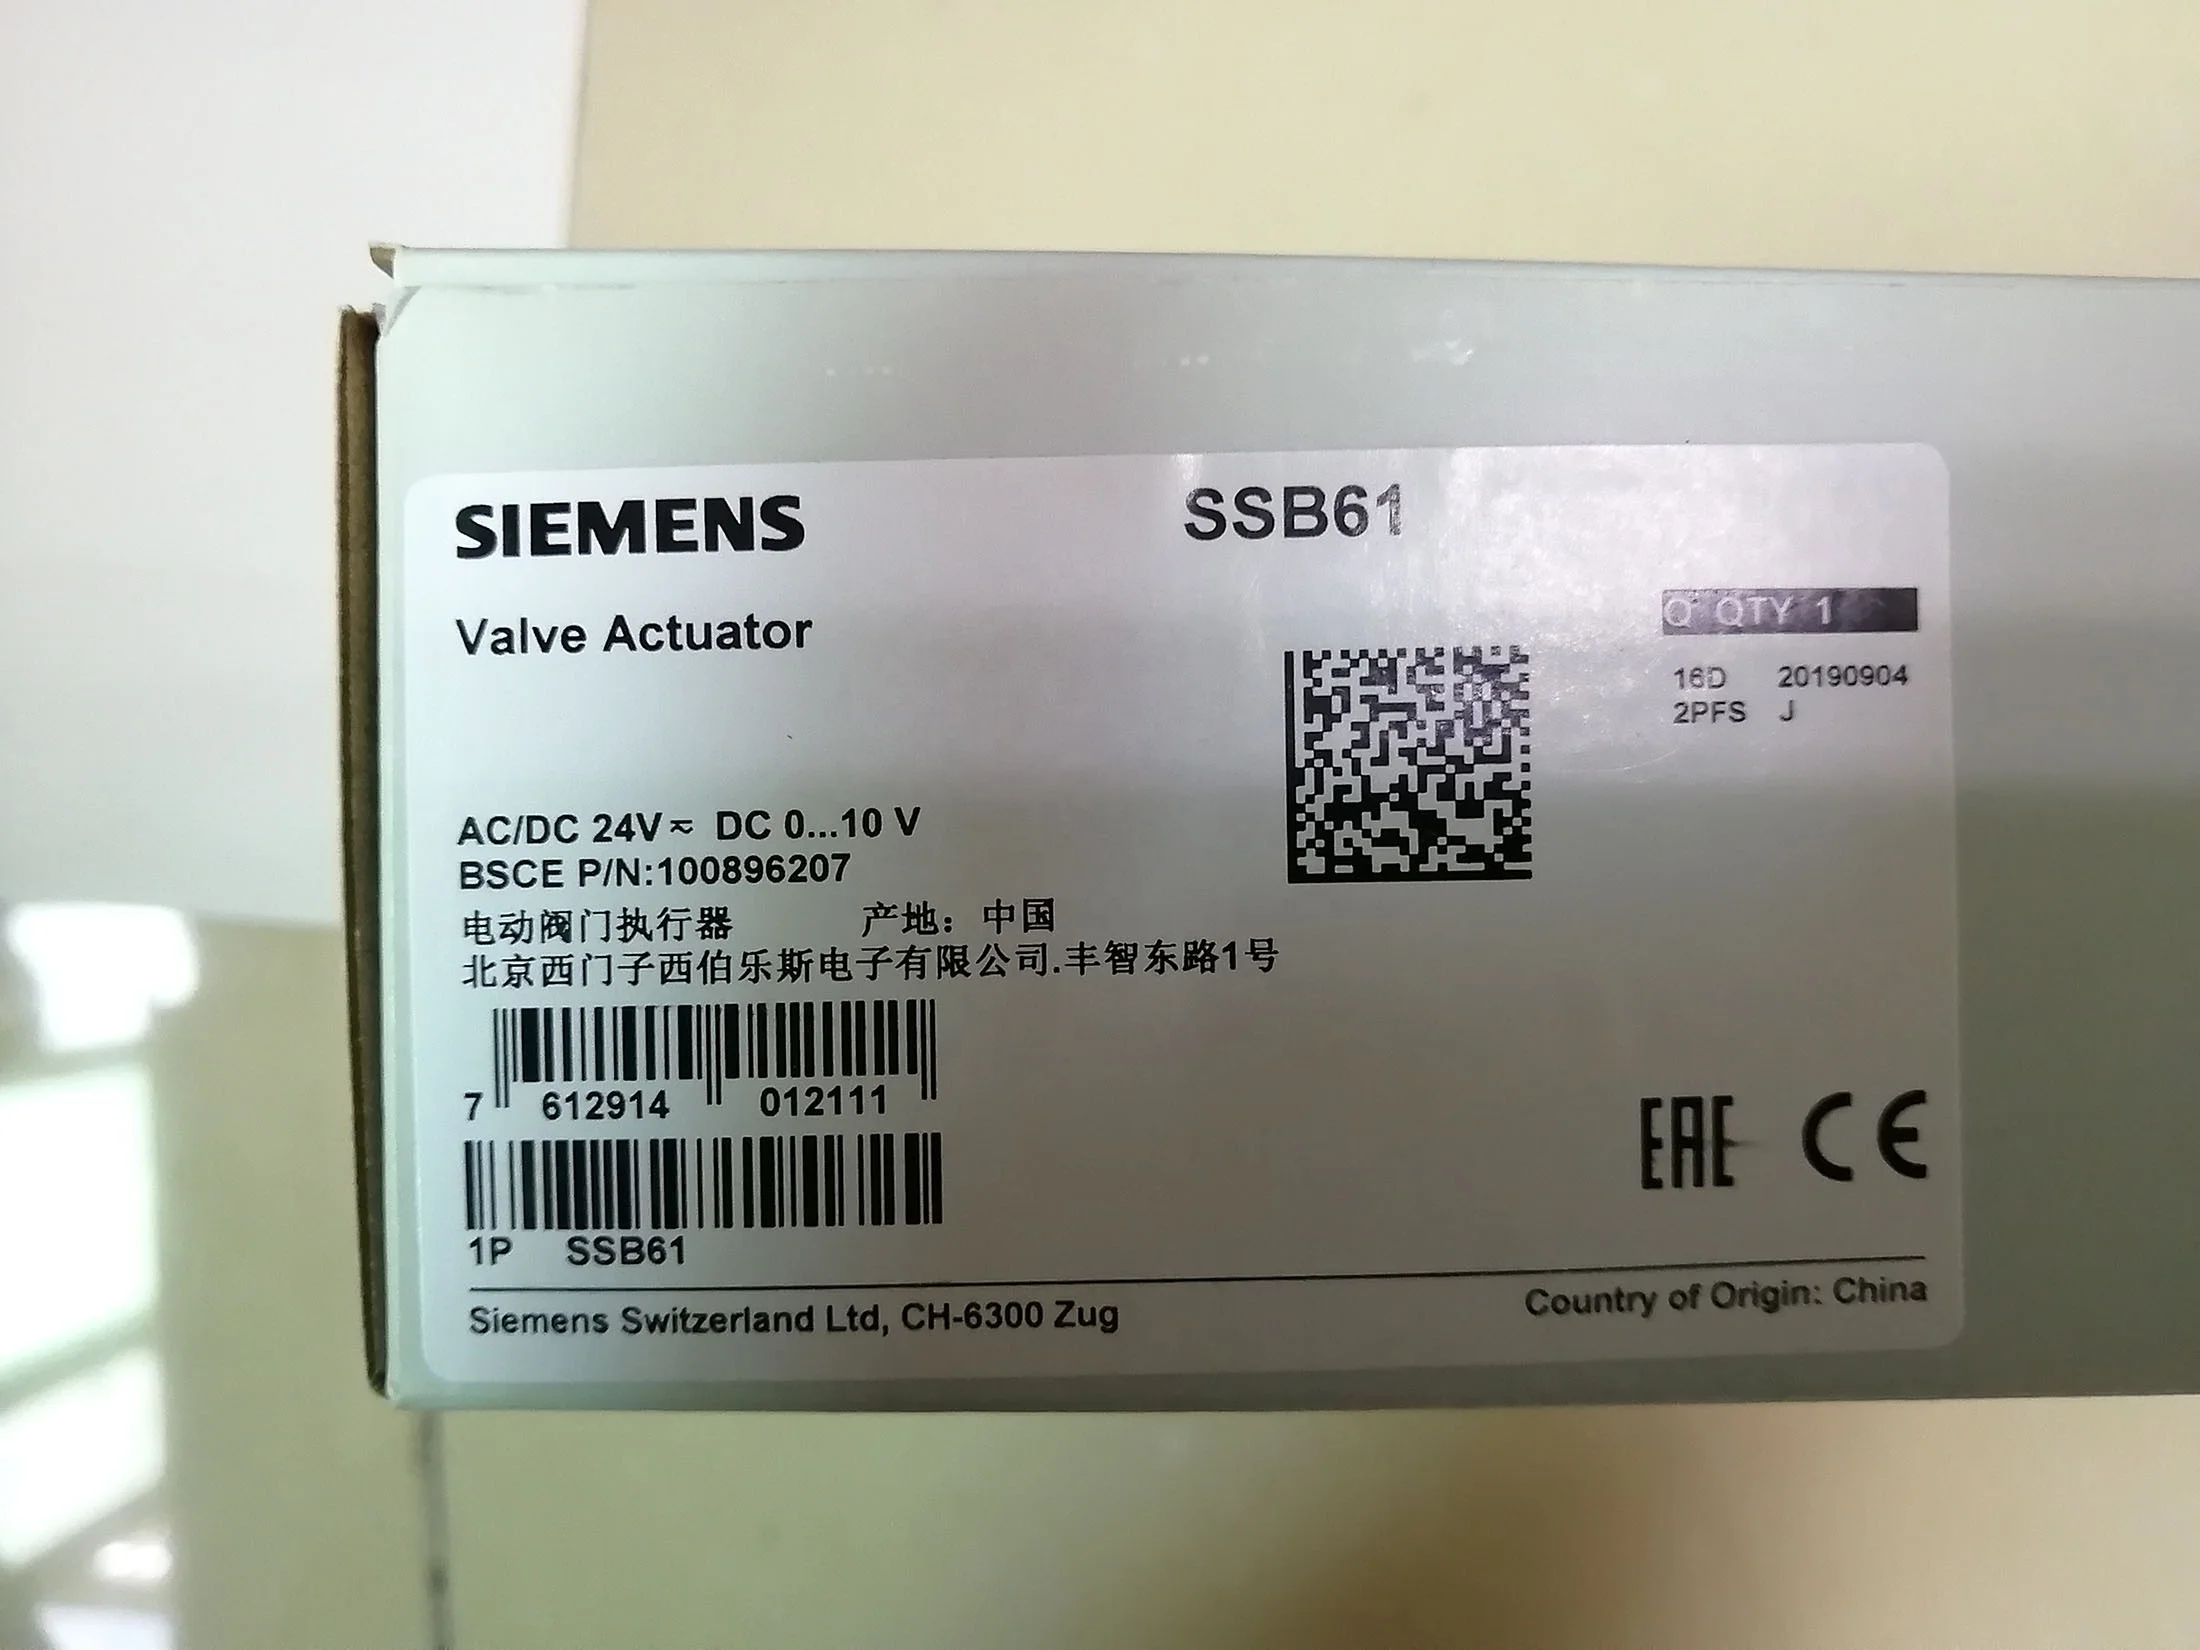 SIEMENS
SSB61
Valve Actuator
Q QTY 1
16D 20190904
2PFS J
AC/DC 24V≂ DC 0...10 V
BSCE P/N:100896207
电动阀门执行器 产地：中国
北京西门子西伯乐斯电子有限公司.丰智东路1号
7 612914 012111
1P SSB61
EAC CE
Siemens Switzerland Ltd, CH-6300 Zug
Country of Origin: China